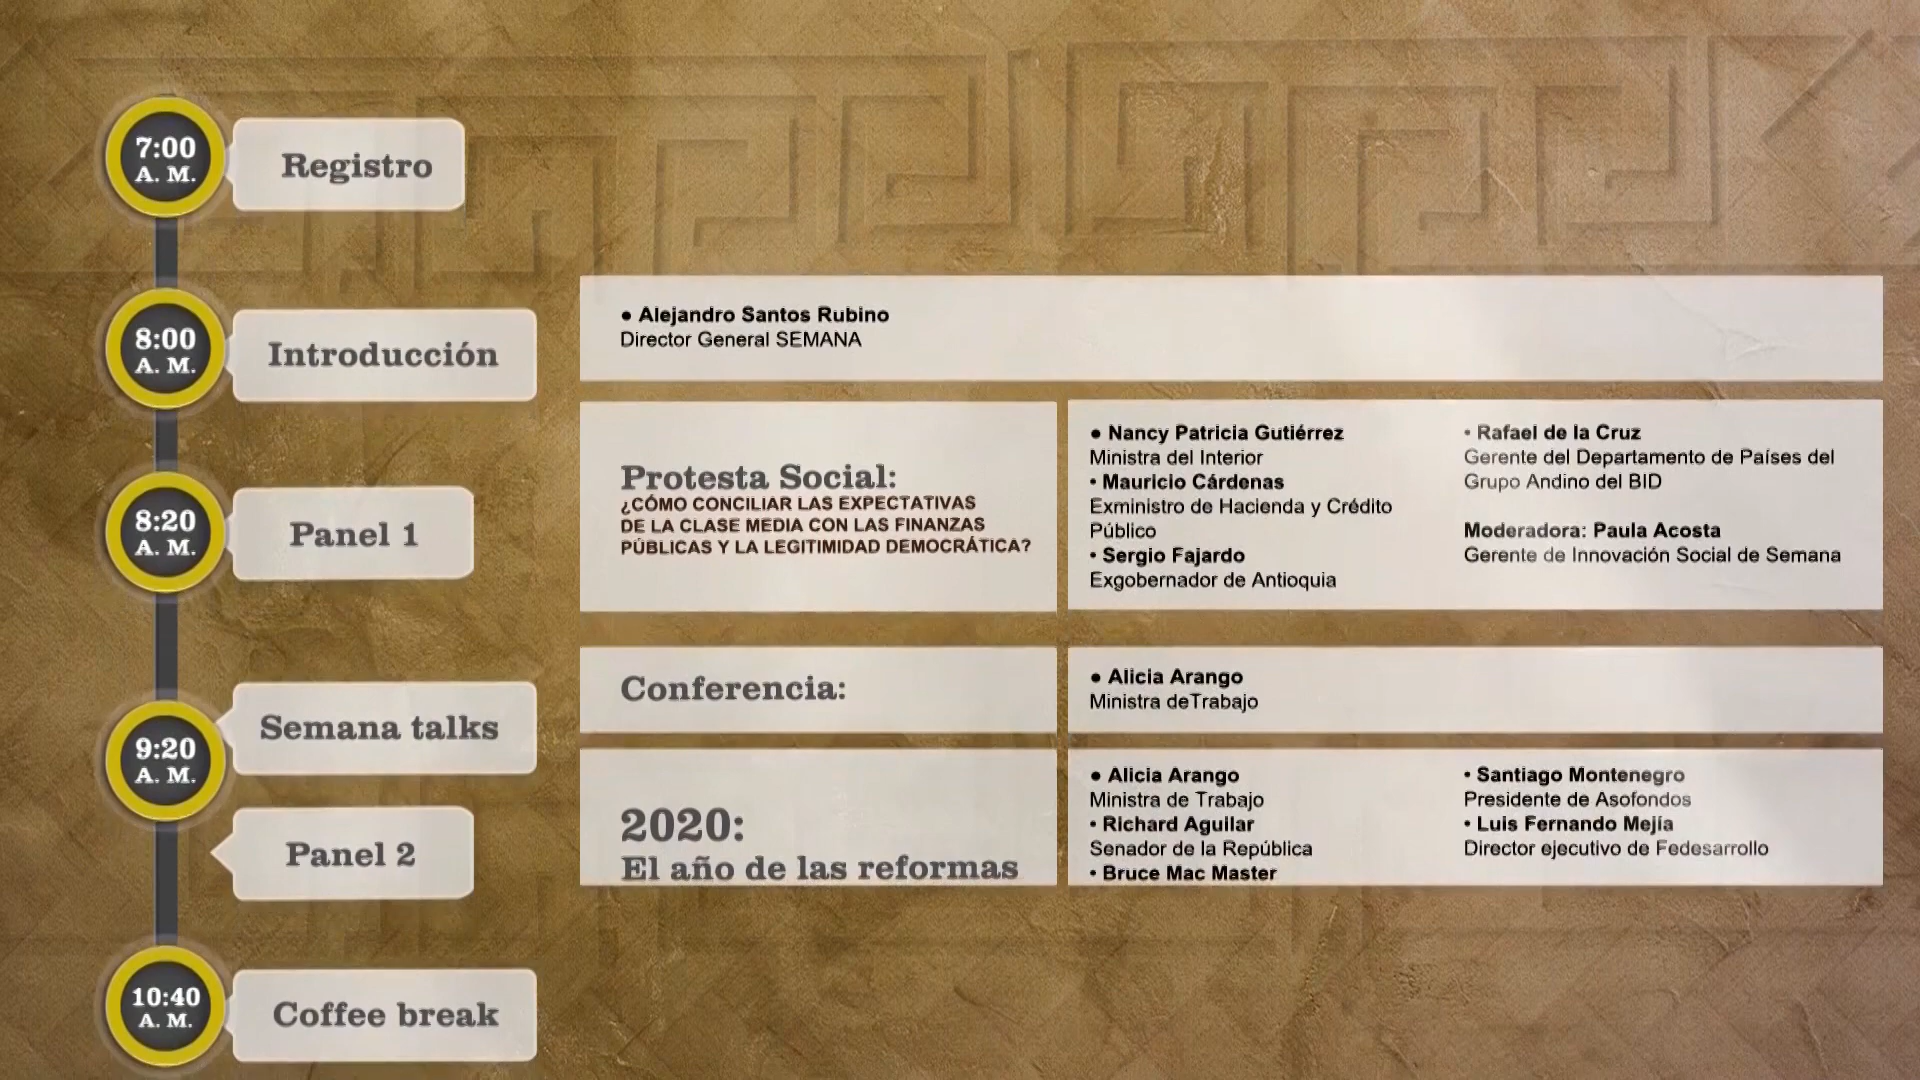 7:00
A. M.
Registro
8:00
A. M.
Introducción
● Alejandro Santos Rubino
Director General SEMANA
8:20
A. M.
Panel 1
Protesta Social:
¿CÓMO CONCILIAR LAS EXPECTATIVAS
DE LA CLASE MEDIA CON LAS FINANZAS
PÚBLICAS Y LA LEGITIMIDAD DEMOCRÁTICA?
● Nancy Patricia Gutiérrez
Ministra del Interior
• Mauricio Cárdenas
Exministro de Hacienda y Crédito
Público
• Sergio Fajardo
Exgobernador de Antioquia
• Rafael de la Cruz
Gerente del Departamento de Países del
Grupo Andino del BID
Moderadora: Paula Acosta
Gerente de Innovación Social de Semana
9:20
A. M.
Semana talks
Conferencia:
● Alicia Arango
Ministra deTrabajo
Panel 2
2020:
El año de las reformas
● Alicia Arango
Ministra de Trabajo
• Richard Aguilar
Senador de la República
• Bruce Mac Master
• Santiago Montenegro
Presidente de Asofondos
• Luis Fernando Mejía
Director ejecutivo de Fedesarrollo
10:40
A. M.
Coffee break